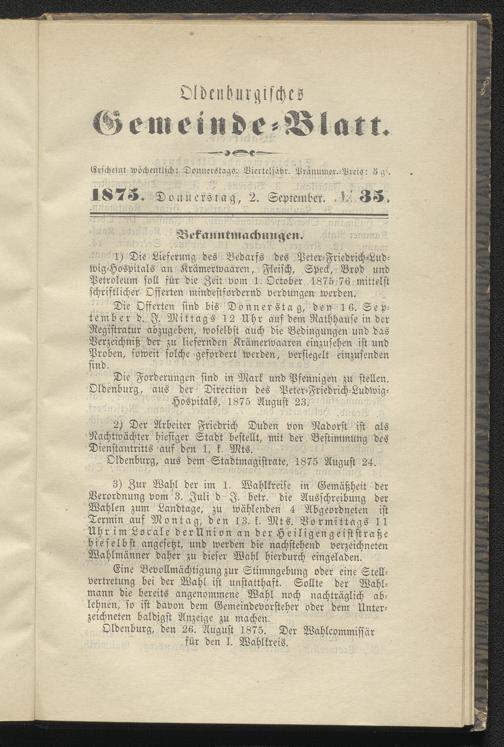 Oldenburgisches
Gemeinde-Blatt.
Erscheint wöchentlich: Donnerstags. Vierteljähr. Pränumer.-Preis: 3 gr.
1875. Donnerstag, 2. September. № 35.
Bekanntmachungen.
1) Die Lieferung des Bedarfs des Peter-Friedrich-Lud-
wig-Hospitals an Krämerwaaren, Fleisch, Speck, Brod und
Petroleum soll für die Zeit vom 1. October 1875/76 mittelst
schriftlicher Offerten mindestfordernd verdungen werden.
Die Offerten sind bis Donnerstag, den 16. Sep-
tember d. J. Mittags 12 Uhr auf dem Rathhause in der
Registratur abzugeben, woselbst auch die Bedingungen und das
Verzeichniß der zu liefernden Krämerwaaren einzusehen ist und
Proben, soweit solche gefordert werden, versiegelt einzusenden
sind.
Die Forderungen sind in Mark und Pfennigen zu stellen.
Oldenburg, aus der Direction des Peter-Friedrich-Ludwig-
Hospitals, 1875 August 23.
2) Der Arbeiter Friedrich Duden von Nadorst ist als
Nachtwächter hiesiger Stadt bestellt, mit der Bestimmung des
Dienstantritts auf den 1. k. Mts.
Oldenburg, aus dem Stadtmagistrate, 1875 August 24.
3) Zur Wahl der im 1. Wahlkreise in Gemäßheit der
Verordnung vom 3. Juli d J. betr. die Ausschreibung der
Wahlen zum Landtage, zu wählenden 4 Abgeordneten ist
Termin auf Montag, den 13. k. Mts. Vormittags 11
Uhr im Locale der Union an der Heiligengeiststraße
hieselbst angesetzt, und werden die nachstehend verzeichneten
Wahlmänner daher zu dieser Wahl hierdurch eingeladen.
Eine Bevollmächtigung zur Stimmgebung oder eine Stell-
vertretung bei der Wahl ist unstatthaft. Sollte der Wahl-
mann die bereits angenommene Wahl noch nachträglich ab-
lehnen, so ist davon dem Gemeindevorsteher oder dem Unter-
zeichneten baldigst Anzeige zu machen.
Oldenburg, den 26. August 1875. Der Wahlcommissär
für den I. Wahlkreis.